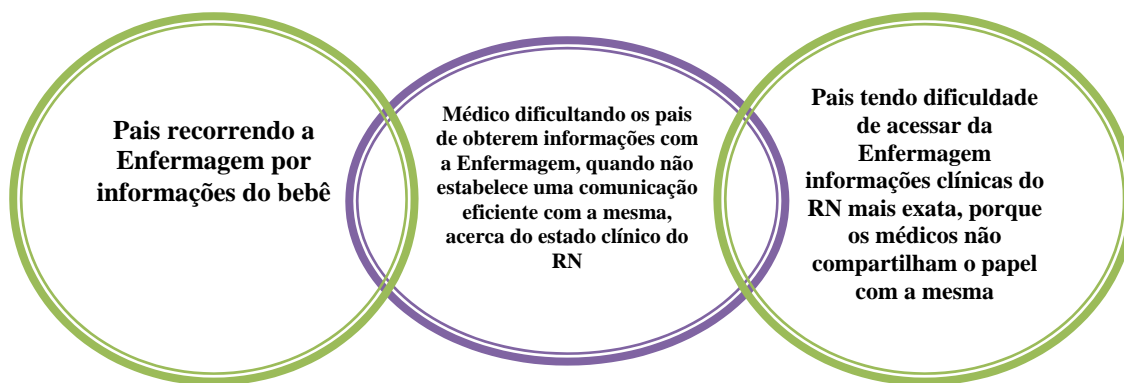 Pais recorrendo a
Enfermagem por
informações do bebê
Médico dificultando os pais
de obterem informações com
a Enfermagem, quando não
estabelece uma comunicação
eficiente com a mesma,
acerca do estado clínico do
RN
Pais tendo dificuldade
de acessar da
Enfermagem
informações clínicas do
RN mais exata, porque
os médicos não
compartilham o papel
com a mesma